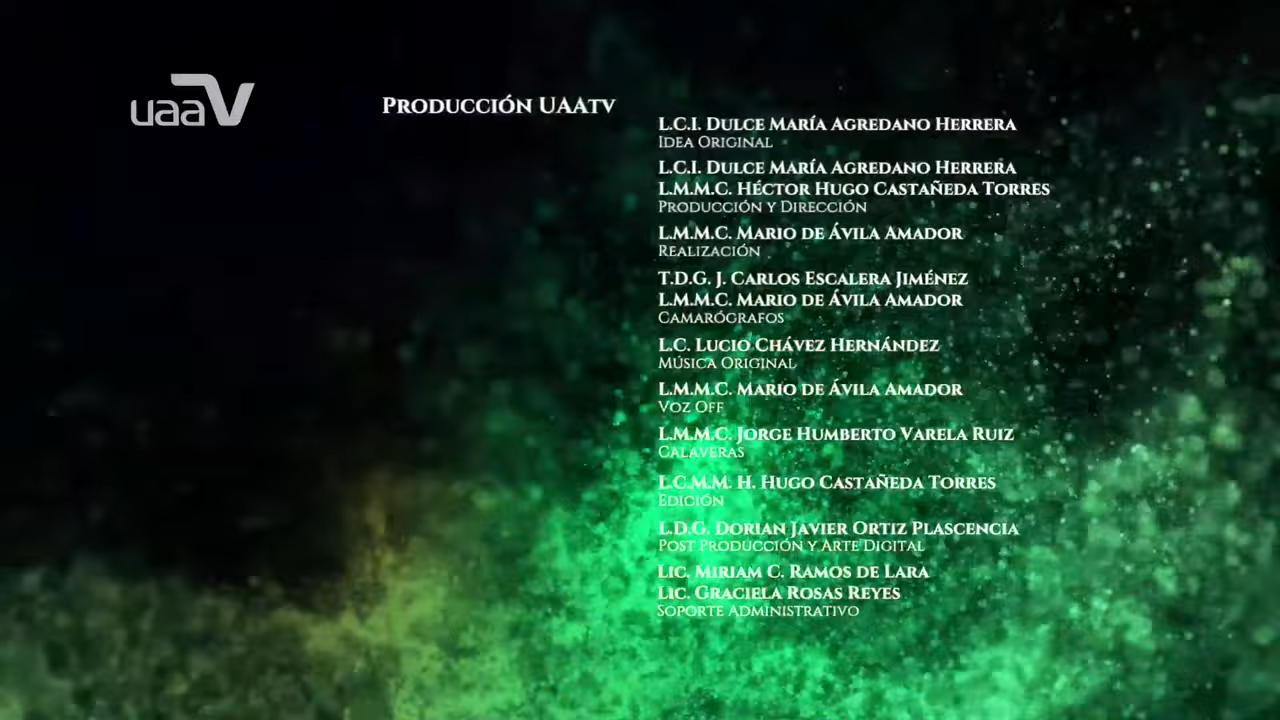 uaaV
Producción UAAtv
L.C.I. Dulce María Agredano Herrera
Idea Original
L.C.I. Dulce María Agredano Herrera
L.M.M.C. Héctor Hugo Castañeda Torres
Producción y Dirección
L.M.M.C. Mario de Ávila Amador
Realización
T.D.G. J. Carlos Escalera Jiménez
L.M.M.C. Mario de Ávila Amador
Camarógrafos
L.C. Lucio Chávez Hernández
Música Original
L.M.M.C. Mario de Ávila Amador
Voz Off
L.M.M.C. Jorge Humberto Varela Ruiz
Calaveras
L.C.M.M. H. Hugo Castañeda Torres
Edición
L.D.G. Dorian Javier Ortiz Plascencia
Post Producción y Arte Digital
Lic. Miriam C. Ramos de Lara
Lic. Graciela Rosas Reyes
Soporte Administrativo